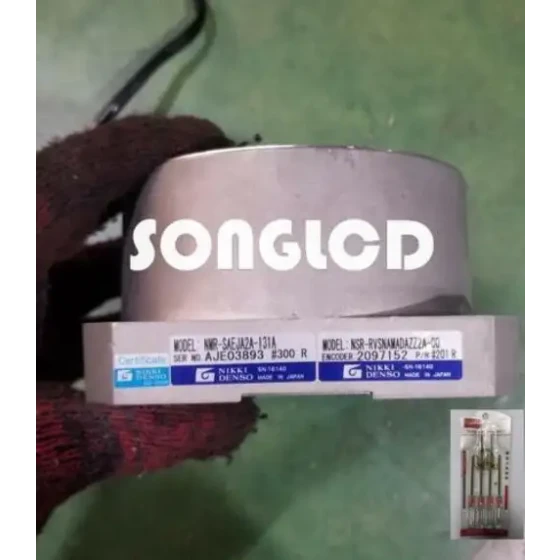 SONGLCD
MODEL: NMR-SAEJA2A-131A
SER NO. AJE03893 #300 R
NIKKI DENSO
SN-16140
MADE IN JAPAN
MODEL: NSR-RVSNAMADAZZ2A-00
ENCODER 2097152 P/N #201 R
NIKKI DENSO
-SN-16140
MADE IN JAPAN
Certificate
NIKKI DENSO